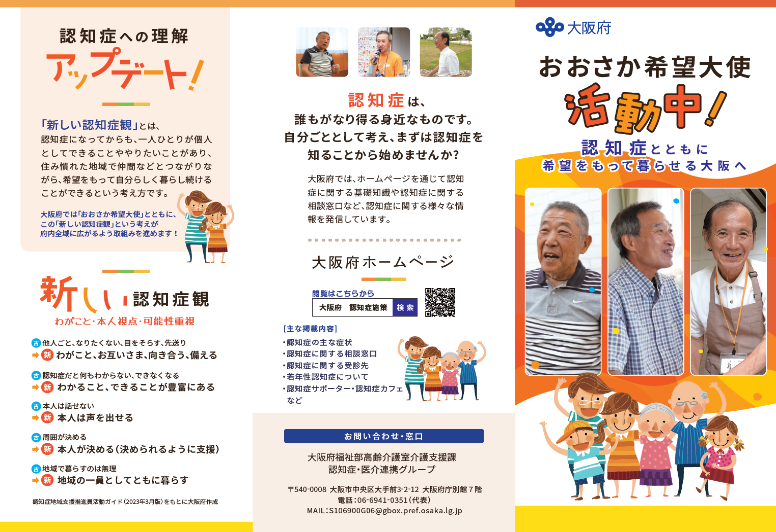 認知症への理解
アップデート!
「新しい認知症観」とは、
認知症になってからも、一人ひとりが個人
としてできることややりたいことがあり、
住み慣れた地域で仲間などとつながりな
がら、希望をもって自分らしく暮らし続ける
ことができるという考え方です。
大阪府では「おおさか希望大使」とともに、
この「新しい認知症観」という考えが
府内全域に広がるよう取組みを進めます！
新しい認知症観
わがこと・本人視点・可能性重視
古 他人ごと、なりたくない、目をそらす、先送り
新 わがこと、お互いさま、向き合う、備える
古 認知症だと何もわからない、できなくなる
新 わかること、できることが豊富にある
古 本人は話せない
新 本人は声を出せる
古 周囲が決める
新 本人が決める（決められるように支援）
古 地域で暮らすのは無理
新 地域の一員としてともに暮らす
認知症地域支援推進員活動ガイド（2023年3月版）をもとに大阪府作成
認知症は、
誰もがなり得る身近なものです。
自分ごととして考え、まずは認知症を
知ることから始めませんか?
大阪府では、ホームページを通じて認知
症に関する基礎知識や認知症に関する
相談窓口など、認知症に関する様々な情
報を発信しています。
大阪府ホームページ
閲覧はこちらから
大阪府 認知症施策 検索
[主な掲載内容]
・認知症の主な症状
・認知症に関する相談窓口
・認知症に関する受診先
・若年性認知症について
・認知症サポーター・認知症カフェ
など
お問い合わせ・窓口
大阪府福祉部高齢介護室介護支援課
認知症・医介連携グループ
〒540-0008 大阪市中央区大手前3-2-12 大阪府庁別館7階
電話：06-6941-0351（代表）
MAIL：S106900G06@gbox.pref.osaka.lg.jp
大阪府
おおさか希望大使
活動中!
認知症とともに
希望をもって暮らせる大阪へ